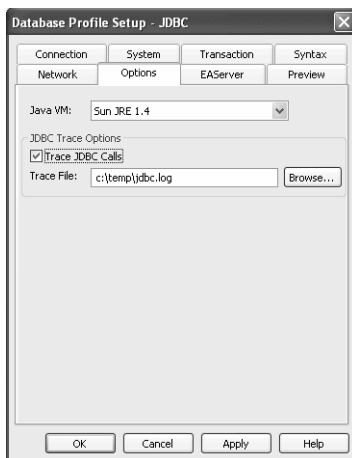 Database Profile Setup - JDBC
Connection System Transaction Syntax
Network Options EAServer Preview
Java VM: Sun JRE 1.4
JDBC Trace Options
Trace JDBC Calls
Trace File: c:\temp\jdbc.log Browse...
OK Cancel Apply Help